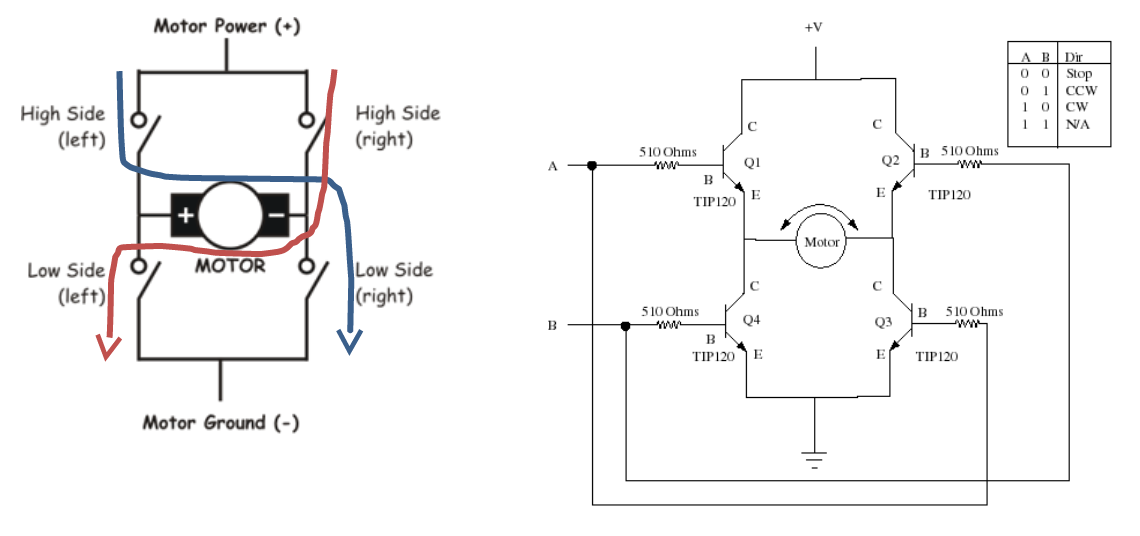 Motor Power (+)
High Side
(left)
High Side
(right)
+
−
MOTOR
Low Side
(left)
Low Side
(right)
Motor Ground (-)
+V
A B Dir
0 0 Stop
0 1 CCW
1 0 CW
1 1 N/A
C
C
A
510 Ohms
Q1
B
E
TIP120
Q2
B
510 Ohms
E
TIP120
Motor
C
C
B
510 Ohms
Q4
B
E
TIP120
Q3
B
510 Ohms
E
TIP120